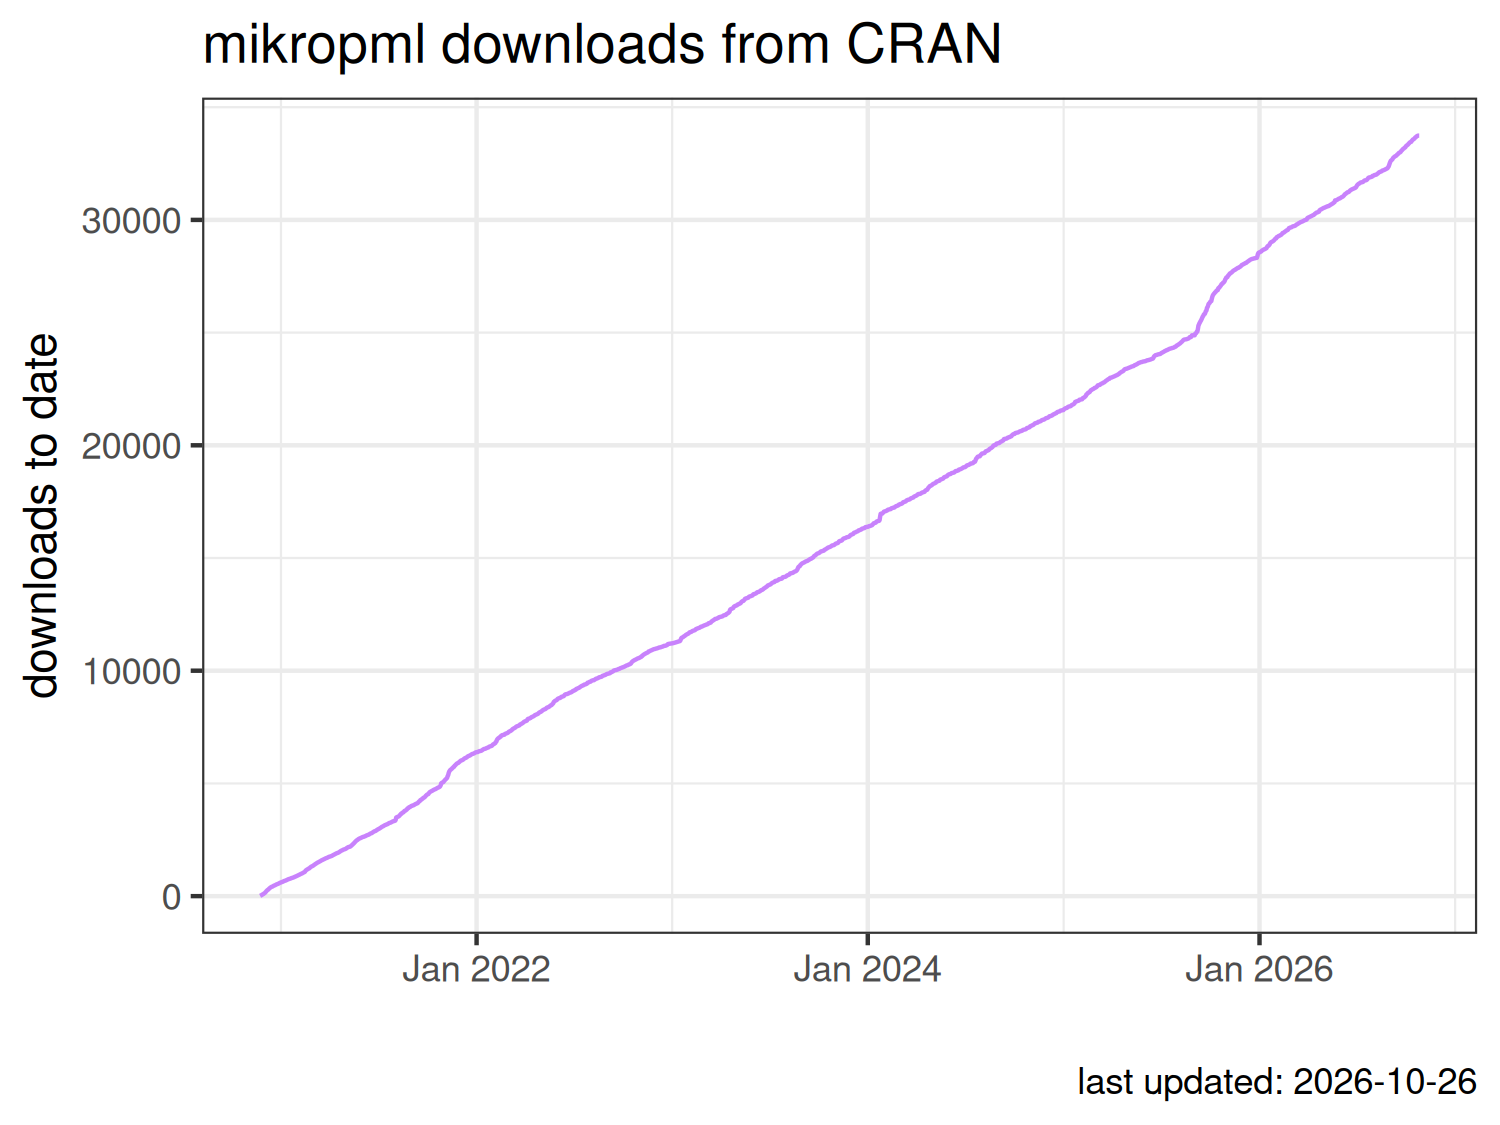 mikropml downloads from CRAN
downloads to date
30000
20000
10000
0
Jan 2022
Jan 2024
Jan 2026
last updated: 2026-10-26